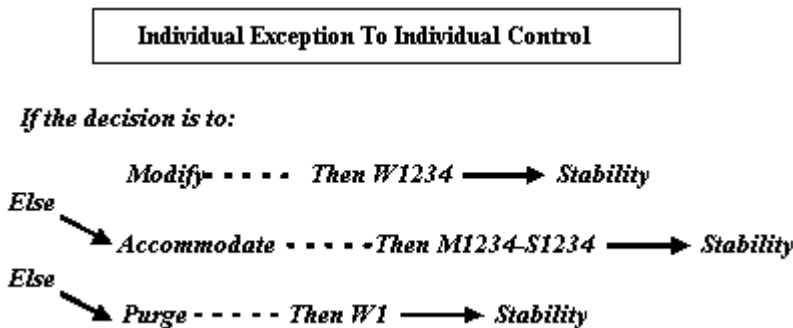 Individual Exception To Individual Control
If the decision is to:
Modify - - - - - Then W1234 Stability
Else
Accommodate - - - - - Then M1234-S1234 Stability
Else
Purge - - - - - - Then W1 Stability